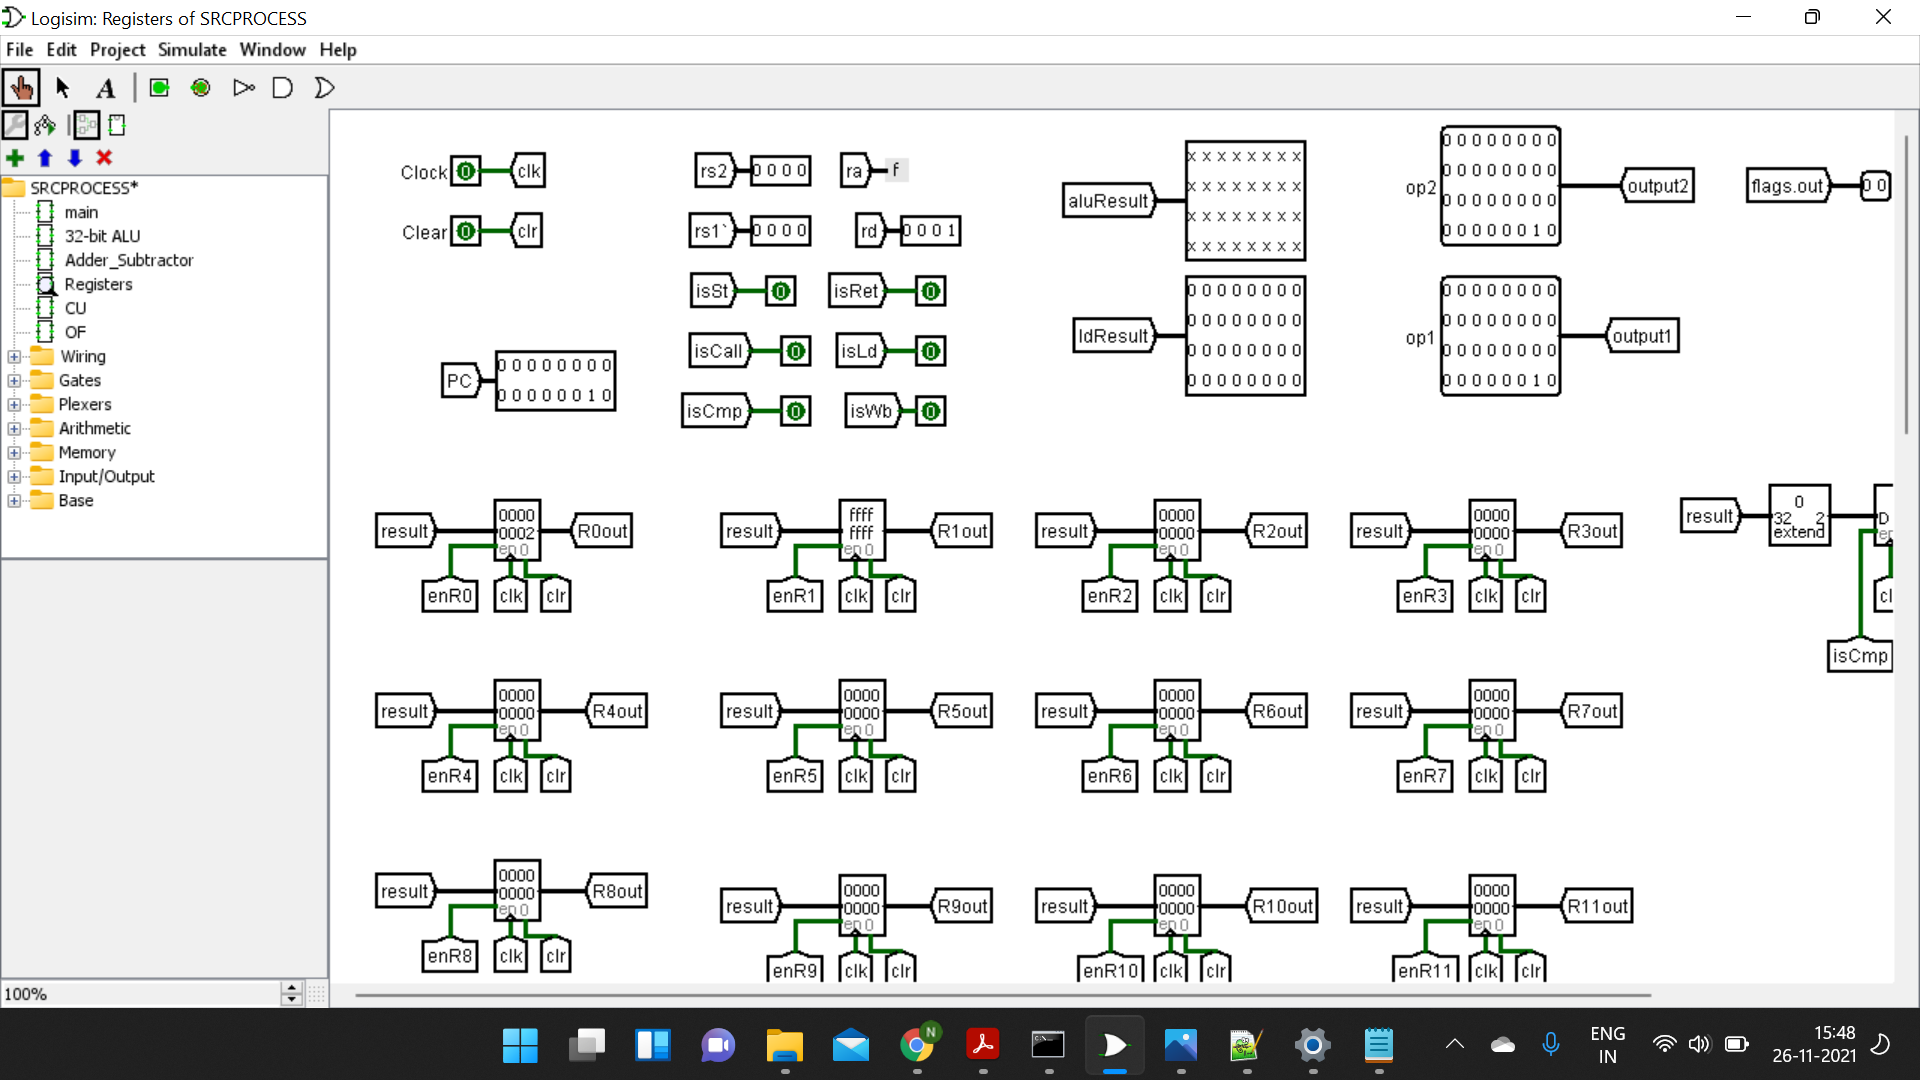 Logisim: Registers of SRCPROCESS
File Edit Project Simulate Window Help
A
SRCPROCESS*
main
32-bit ALU
Adder_Subtractor
Registers
CU
OF
Wiring
Gates
Plexers
Arithmetic
Memory
Input/Output
Base
100%
Clock 0 clk
Clear 0 clr
PC
0 0 0 0 0 0 0 0
0 0 0 0 0 0 1 0
rs2 0 0 0 0
ra f
rs1` 0 0 0 0
rd 0 0 0 1
isSt 0
isRet 0
isCall 0
isLd 0
isCmp 0
isWb 0
aluResult
x x x x x x x x
x x x x x x x x
x x x x x x x x
x x x x x x x x
ldResult
0 0 0 0 0 0 0 0
0 0 0 0 0 0 0 0
0 0 0 0 0 0 0 0
0 0 0 0 0 0 0 0
op2
0 0 0 0 0 0 0 0
0 0 0 0 0 0 0 0
0 0 0 0 0 0 0 0
0 0 0 0 0 0 1 0
output2
op1
0 0 0 0 0 0 0 0
0 0 0 0 0 0 0 0
0 0 0 0 0 0 0 0
0 0 0 0 0 0 1 0
output1
flags.out 0 0
result 0000 0002 en 0 R0out
enR0 clk clr
result ffff ffff en 0 R1out
enR1 clk clr
result 0000 0000 en 0 R2out
enR2 clk clr
result 0000 0000 en 0 R3out
enR3 clk clr
result 0 32 2 extend D
isCmp
result 0000 0000 en 0 R4out
enR4 clk clr
result 0000 0000 en 0 R5out
enR5 clk clr
result 0000 0000 en 0 R6out
enR6 clk clr
result 0000 0000 en 0 R7out
enR7 clk clr
result 0000 0000 en 0 R8out
enR8 clk clr
result 0000 0000 en 0 R9out
enR9 clk clr
result 0000 0000 en 0 R10out
enR10 clk clr
result 0000 0000 en 0 R11out
enR11 clk clr
N
ENG
IN
15:48
26-11-2021